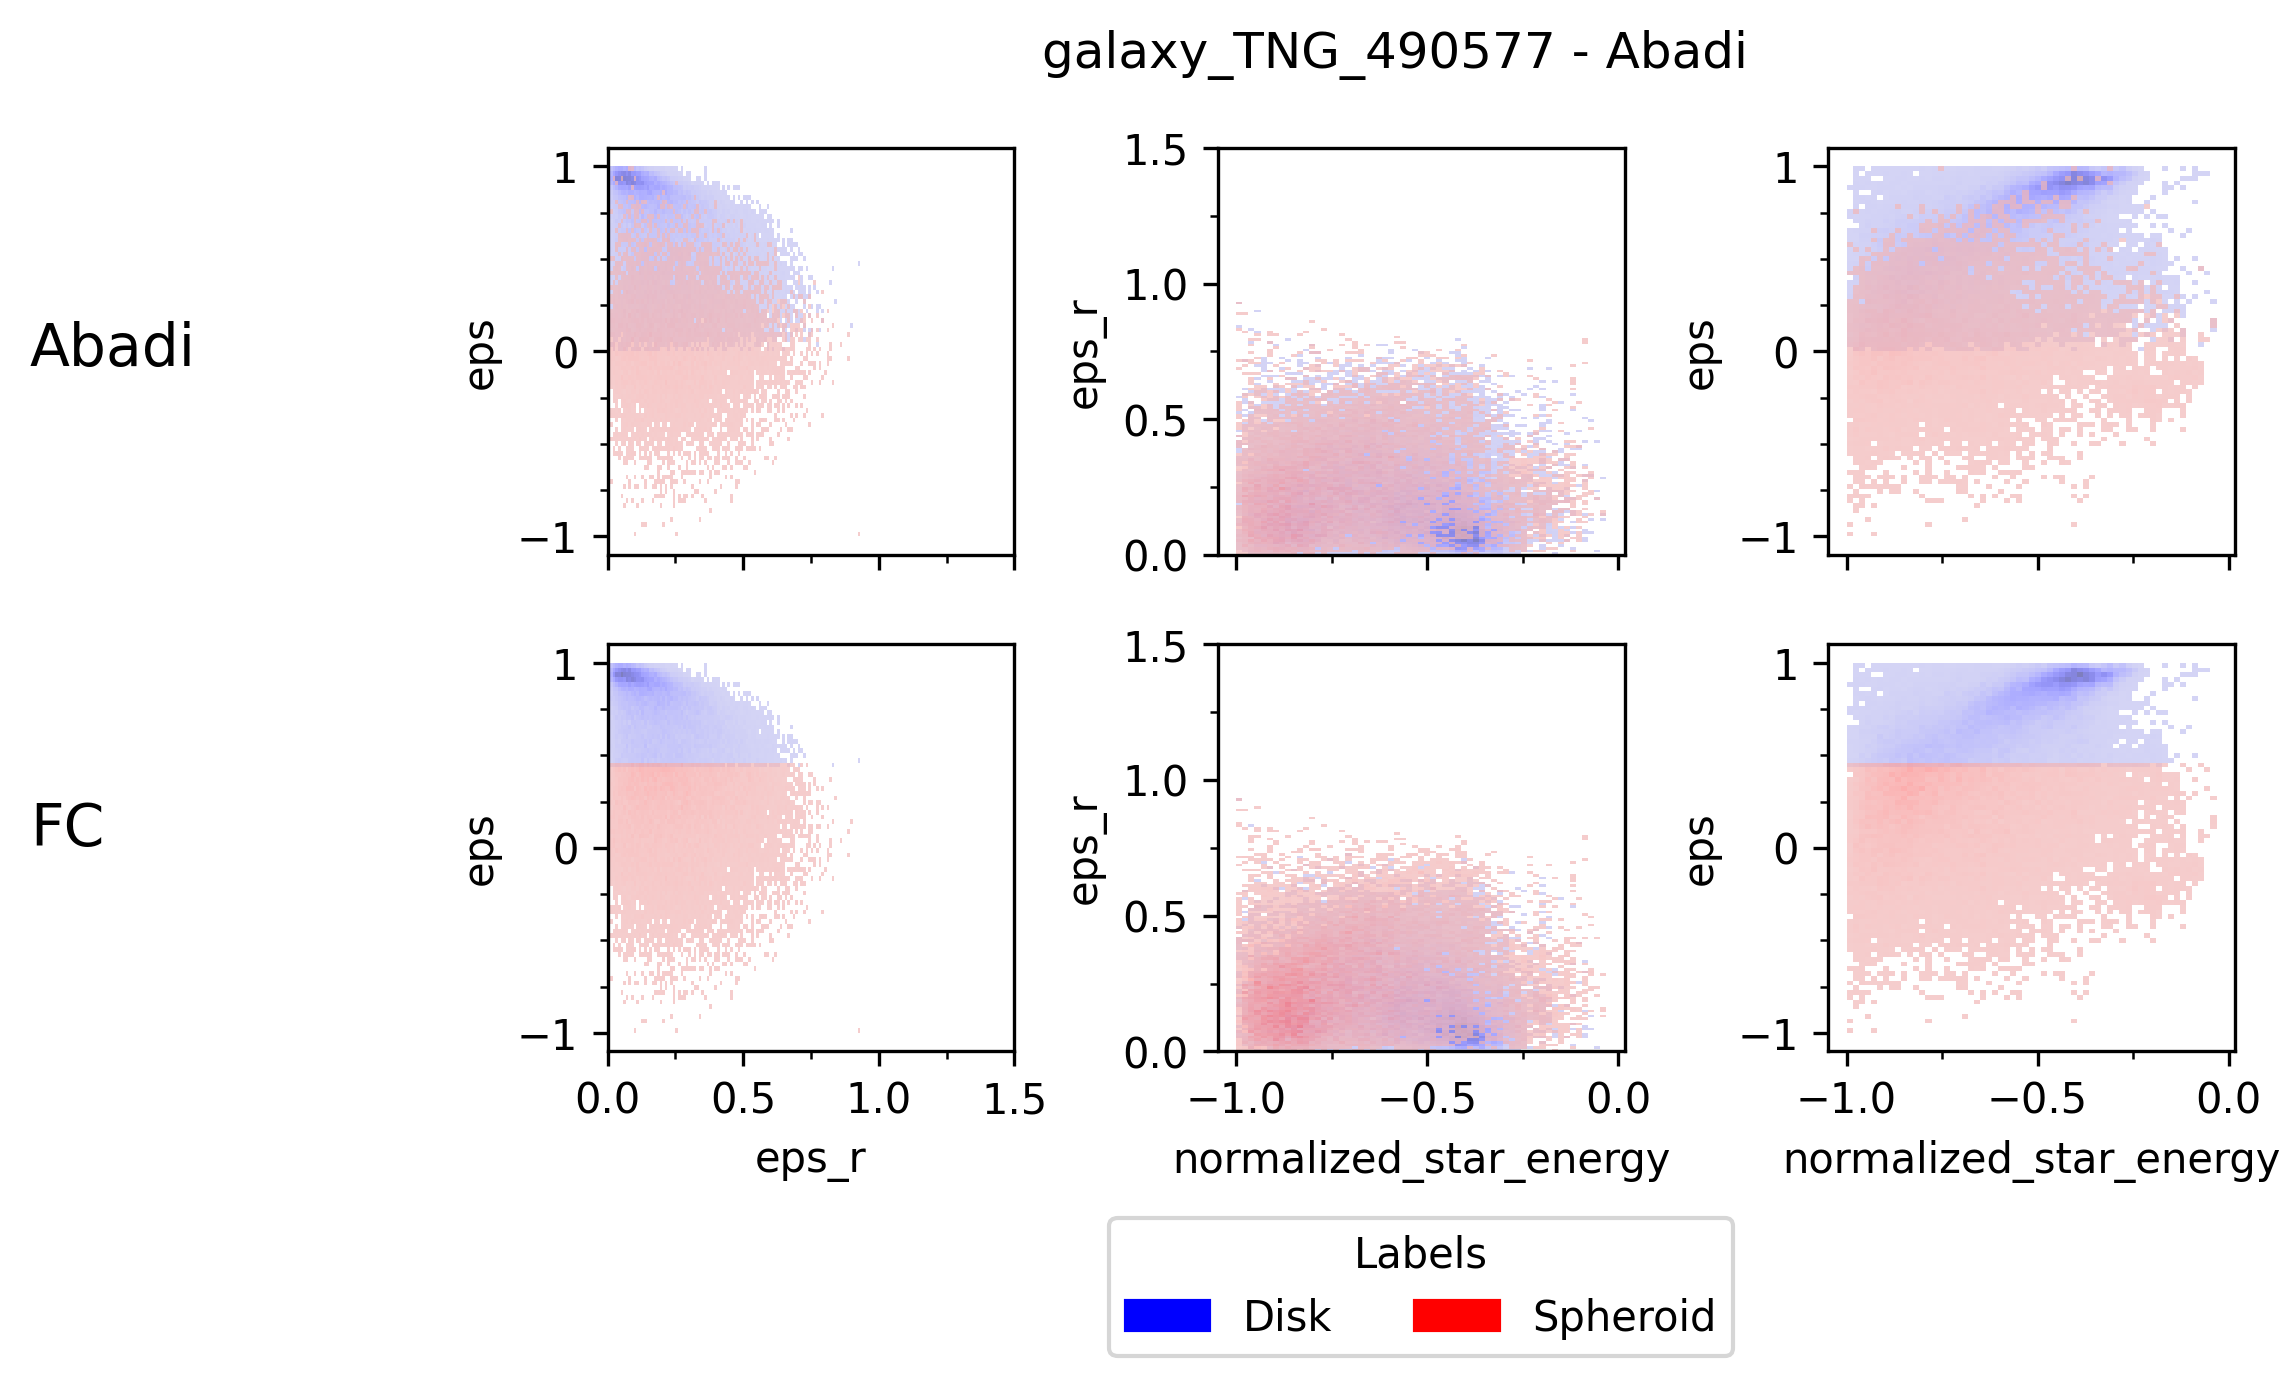 galaxy_TNG_490577 - Abadi
Abadi
eps
1
0
−1
eps_r
1.5
1.0
0.5
0.0
eps
1
0
−1
FC
eps
1
0
−1
0.0 0.5 1.0 1.5
eps_r
eps_r
1.5
1.0
0.5
0.0
−1.0 −0.5 0.0
normalized_star_energy
eps
1
0
−1
−1.0 −0.5 0.0
normalized_star_energy
Labels
Disk Spheroid